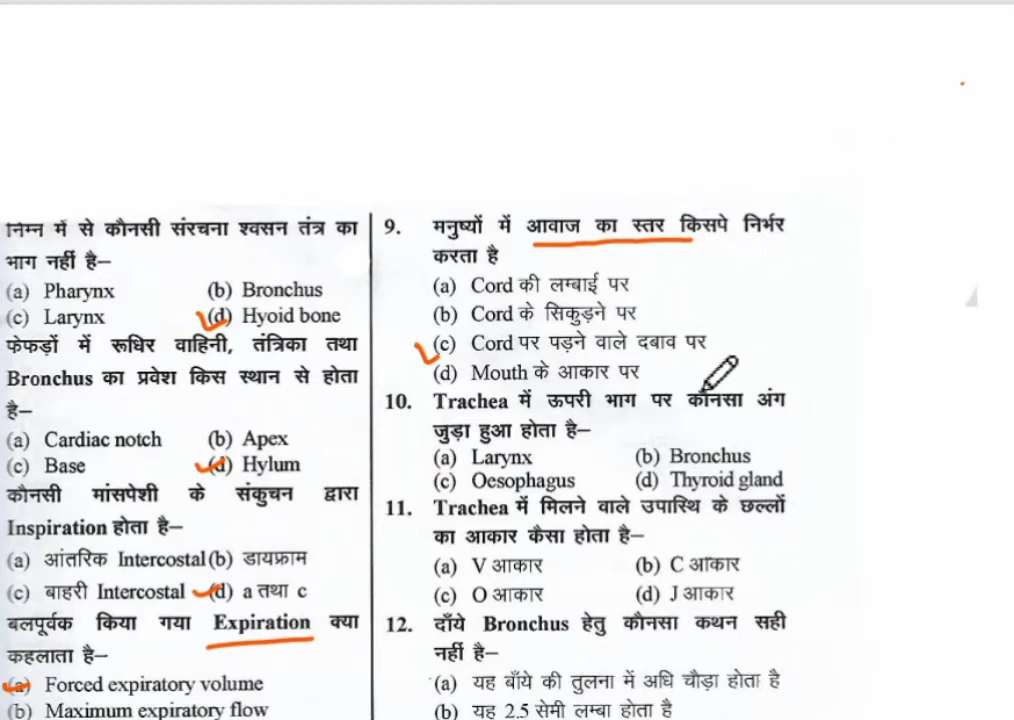 निम्न में से कौनसी संरचना श्वसन तंत्र का
भाग नहीं है–
(a) Pharynx (b) Bronchus
(c) Larynx (d) Hyoid bone
फेफड़ों में रूधिर वाहिनी, तंत्रिका तथा
Bronchus का प्रवेश किस स्थान से होता
है–
(a) Cardiac notch (b) Apex
(c) Base (d) Hylum
कौनसी मांसपेशी के संकुचन द्वारा
Inspiration होता है–
(a) आंतरिक Intercostal (b) डायफ्राम
(c) बाहरी Intercostal (d) a तथा c
बलपूर्वक किया गया Expiration क्या
कहलाता है–
(a) Forced expiratory volume
(b) Maximum expiratory flow
9. मनुष्यों में आवाज का स्तर किसपे निर्भर
करता है
(a) Cord की लम्बाई पर
(b) Cord के सिकुड़ने पर
(c) Cord पर पड़ने वाले दबाव पर
(d) Mouth के आकार पर
10. Trachea में ऊपरी भाग पर कौनसा अंग
जुड़ा हुआ होता है–
(a) Larynx (b) Bronchus
(c) Oesophagus (d) Thyroid gland
11. Trachea में मिलने वाले उपास्थि के छल्लों
का आकार कैसा होता है–
(a) V आकार (b) C आकार
(c) O आकार (d) J आकार
12. दाँये Bronchus हेतु कौनसा कथन सही
नहीं है–
(a) यह बाँये की तुलना में अधि चौड़ा होता है
(b) यह 2.5 सेमी लम्बा होता है